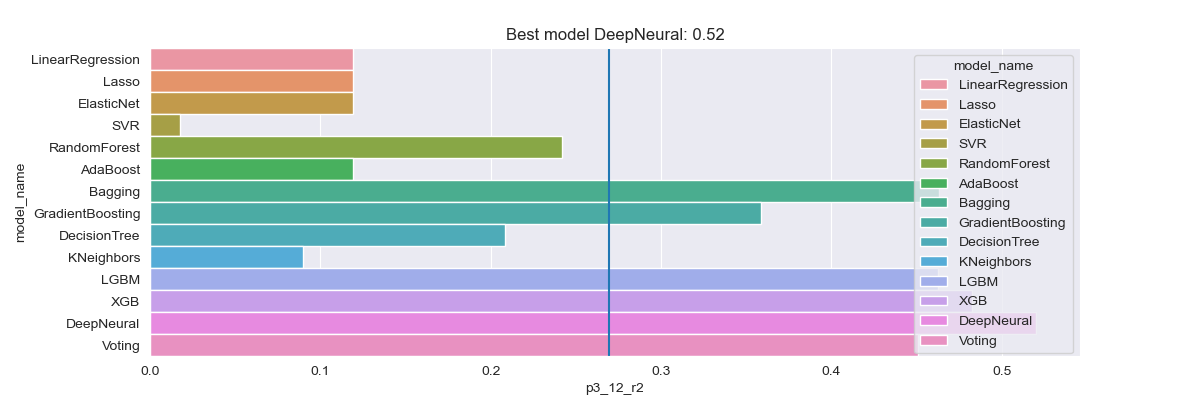 Best model DeepNeural: 0.52
model_name
LinearRegression
Lasso
ElasticNet
SVR
RandomForest
AdaBoost
Bagging
GradientBoosting
DecisionTree
KNeighbors
LGBM
XGB
DeepNeural
Voting
0.0 0.1 0.2 0.3 0.4 0.5
p3_12_r2
model_name
LinearRegression
Lasso
ElasticNet
SVR
RandomForest
AdaBoost
Bagging
GradientBoosting
DecisionTree
KNeighbors
LGBM
XGB
DeepNeural
Voting